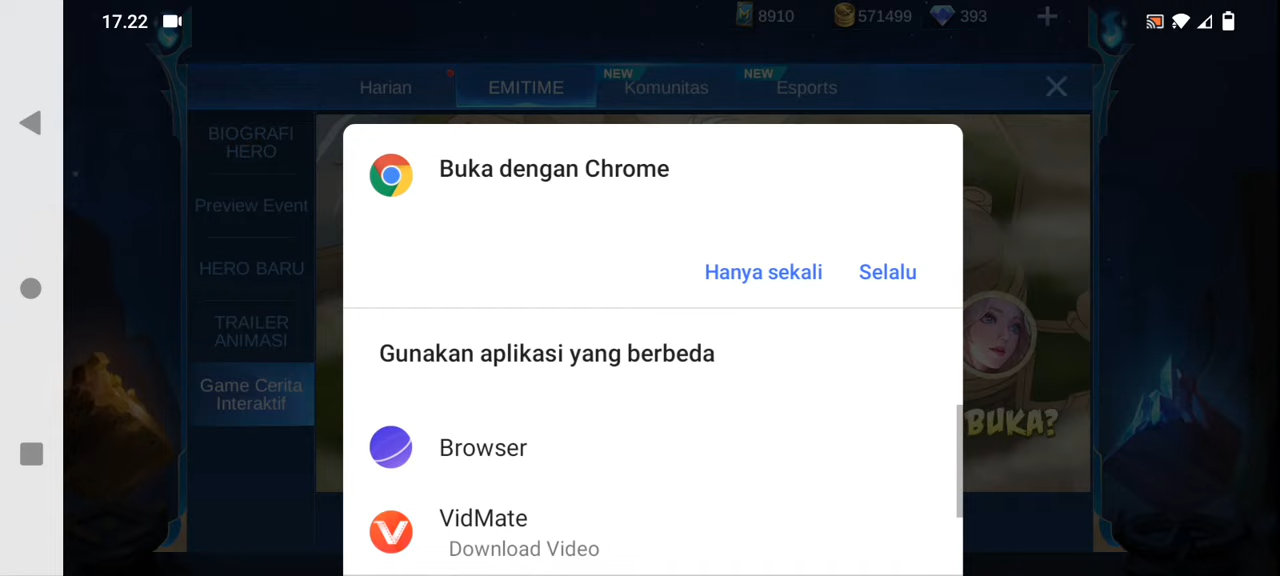 17.22
8910
571499
393
Harian
EMITIME
NEW
Komunitas
NEW
Esports
BIOGRAFI
HERO
Preview Event
HERO BARU
TRAILER
ANIMASI
Game Cerita
Interaktif
Buka dengan Chrome
Hanya sekali
Selalu
Gunakan aplikasi yang berbeda
Browser
VidMate
Download Video
BUKA?